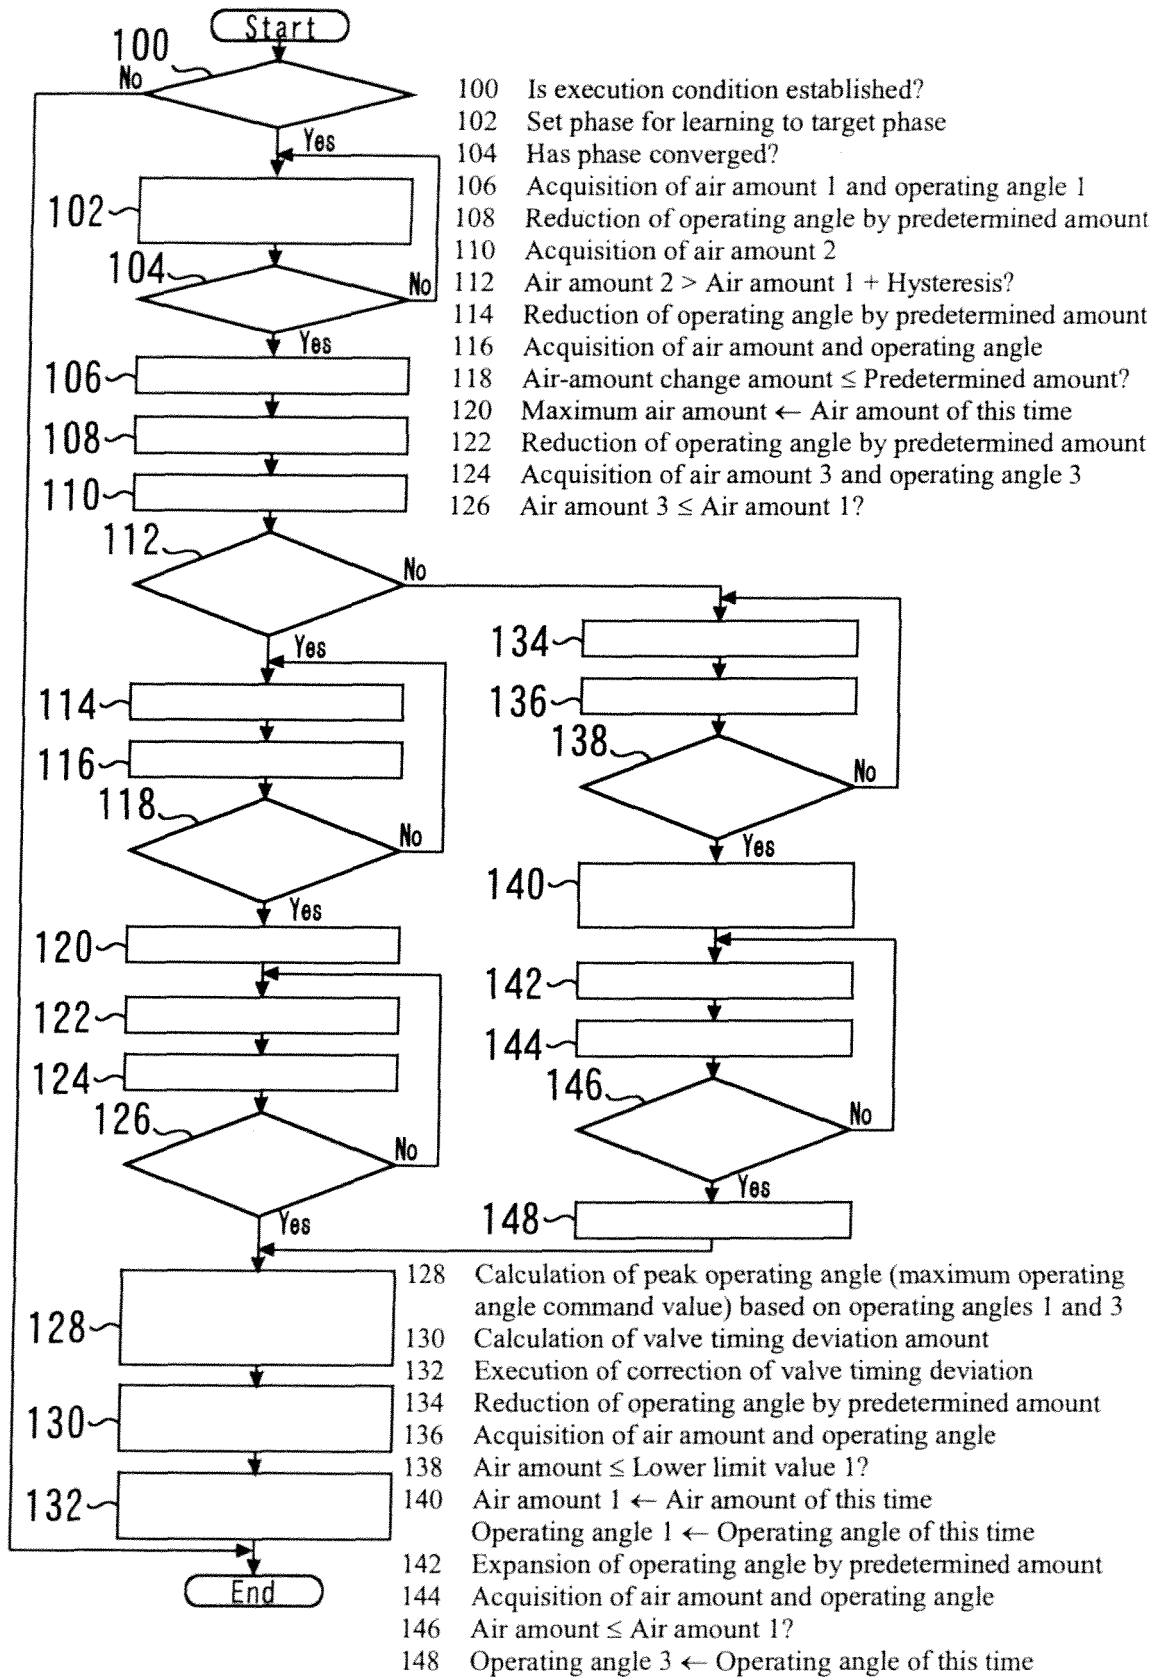 Start
100
No
Yes
102
104
No
Yes
106
108
110
112
No
Yes
114
116
118
No
Yes
120
122
124
126
No
Yes
134
136
138
No
Yes
140
142
144
146
No
Yes
148
128
130
132
End
100 Is execution condition established?
102 Set phase for learning to target phase
104 Has phase converged?
106 Acquisition of air amount 1 and operating angle 1
108 Reduction of operating angle by predetermined amount
110 Acquisition of air amount 2
112 Air amount 2 > Air amount 1 + Hysteresis?
114 Reduction of operating angle by predetermined amount
116 Acquisition of air amount and operating angle
118 Air-amount change amount ≤ Predetermined amount?
120 Maximum air amount ← Air amount of this time
122 Reduction of operating angle by predetermined amount
124 Acquisition of air amount 3 and operating angle 3
126 Air amount 3 ≤ Air amount 1?
128 Calculation of peak operating angle (maximum operating
angle command value) based on operating angles 1 and 3
130 Calculation of valve timing deviation amount
132 Execution of correction of valve timing deviation
134 Reduction of operating angle by predetermined amount
136 Acquisition of air amount and operating angle
138 Air amount ≤ Lower limit value 1?
140 Air amount 1 ← Air amount of this time
Operating angle 1 ← Operating angle of this time
142 Expansion of operating angle by predetermined amount
144 Acquisition of air amount and operating angle
146 Air amount ≤ Air amount 1?
148 Operating angle 3 ← Operating angle of this time